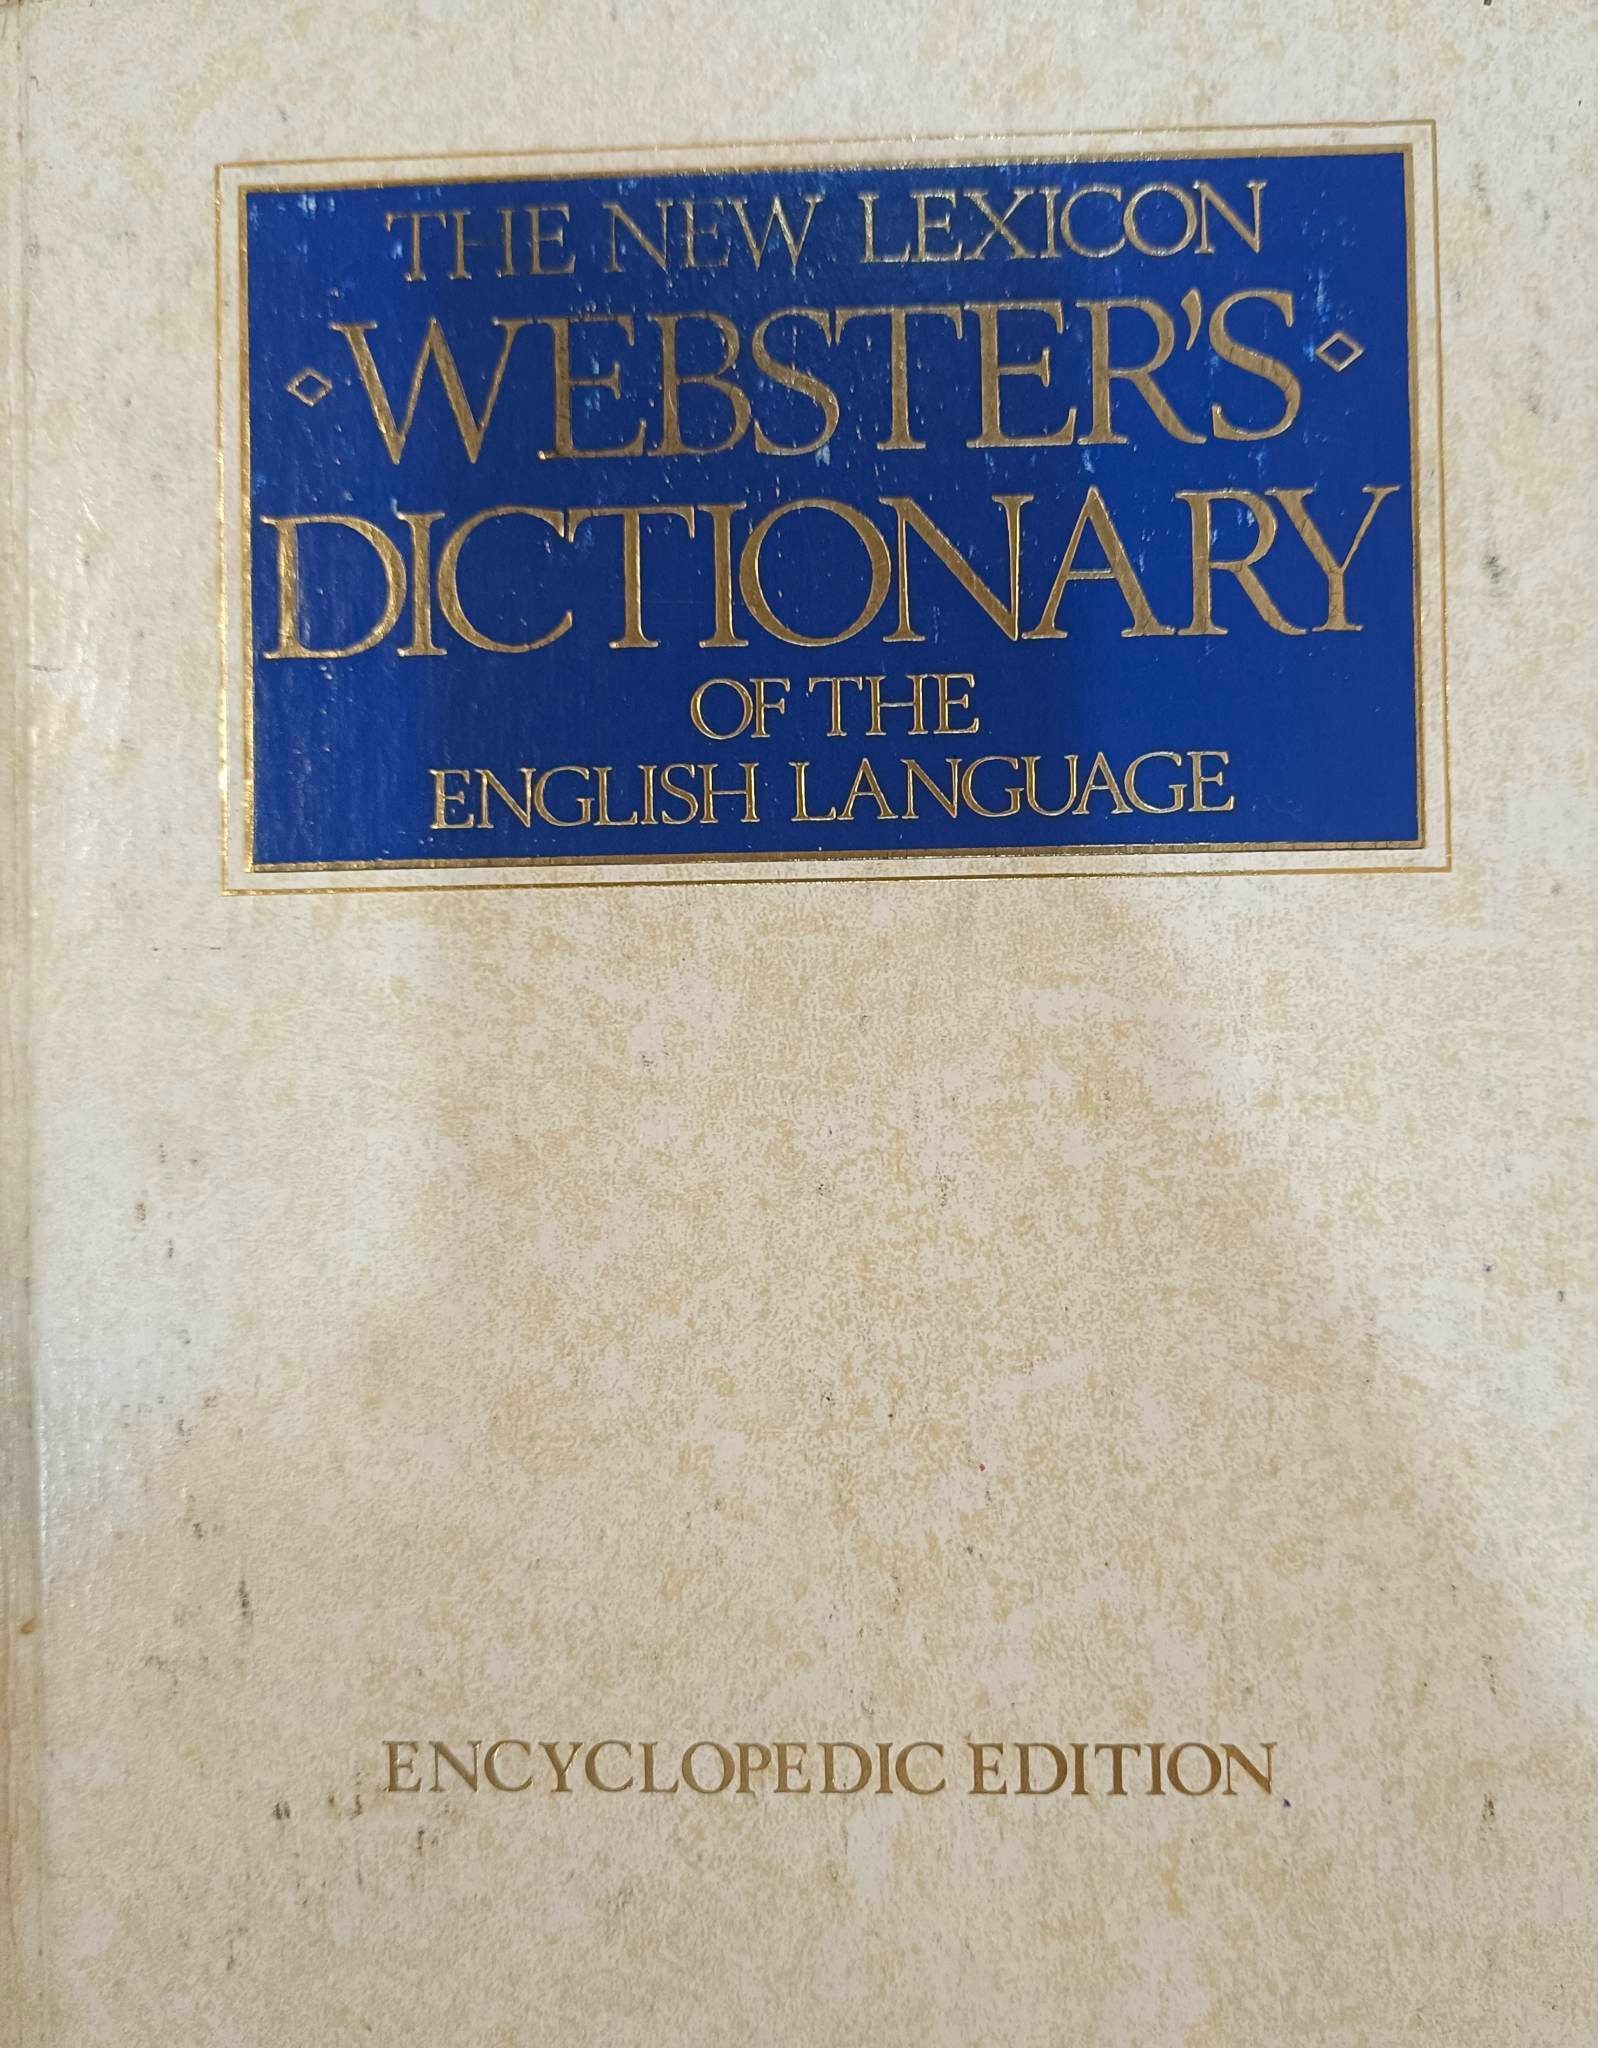 THE NEW LEXICON
WEBSTER'S
DICTIONARY
OF THE
ENGLISH LANGUAGE
ENCYCLOPEDIC EDITION